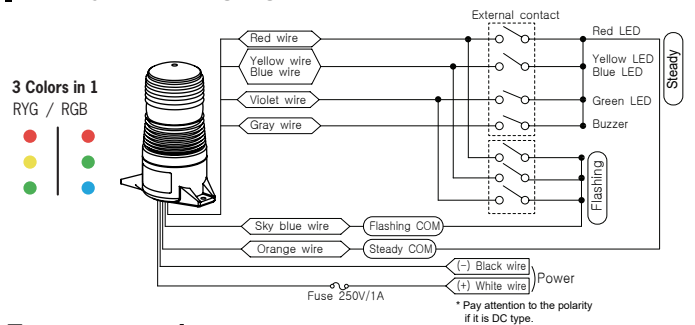 External contact
Red wire
Red LED
Yellow wire
Blue wire
Yellow LED
Blue LED
Steady
3 Colors in 1
RYG / RGB
Violet wire
Green LED
Gray wire
Buzzer
Flashing
Sky blue wire
Flashing COM
Orange wire
Steady COM
(-) Black wire
Power
(+) White wire
Fuse 250V/1A
* Pay attention to the polarity
if it is DC type.